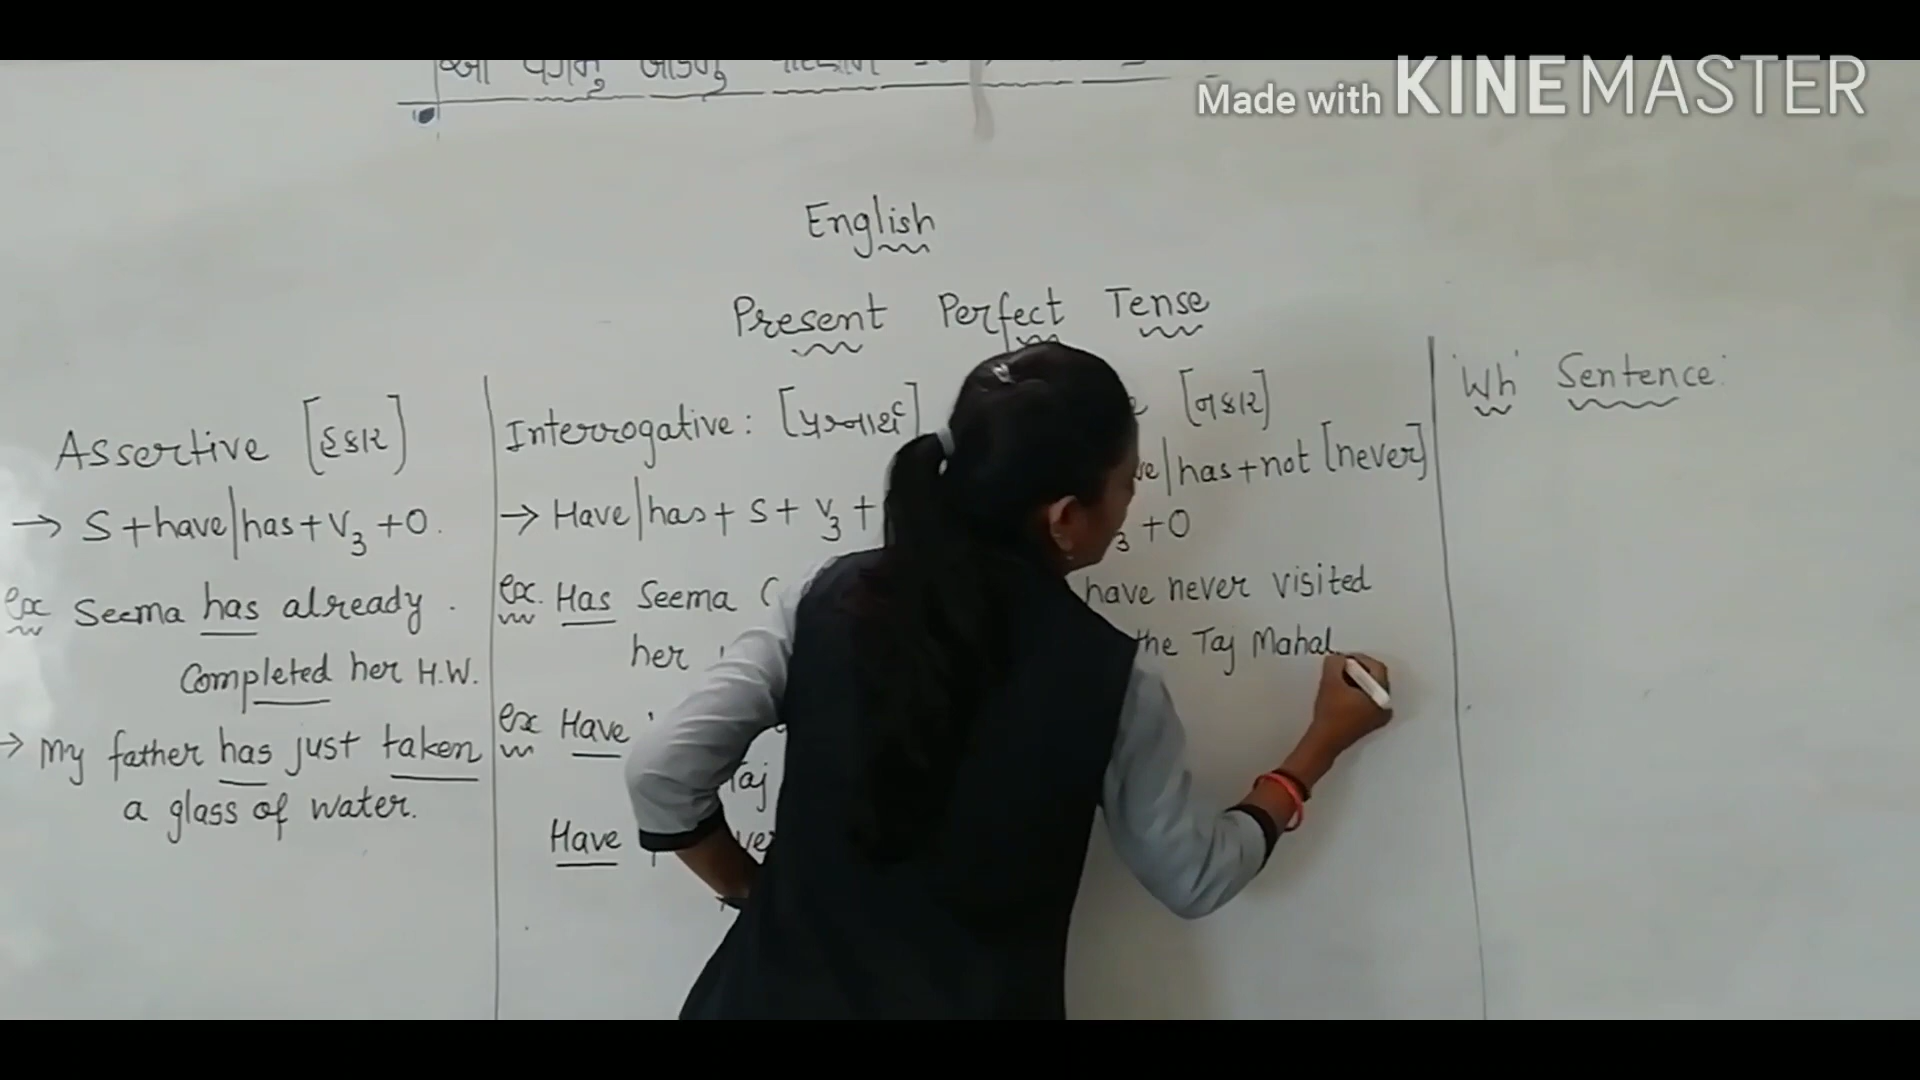 Made with KINEMASTER
English
Present Perfect Tense
Assertive [હકાર]
→ S+have|has+V3+O.
ex Seema has already.
Completed her H.W.
→ My father has just taken
a glass of water.
Interrogative: [પ્રશ્નાર્થ]
→ Have|has+ S+ V3 +
ex. Has Seema
her
ex Have
Taj
Have
[નકાર]
|has+not [never]
3 +O
have never visited
the Taj Mahal.
'Wh' Sentence: